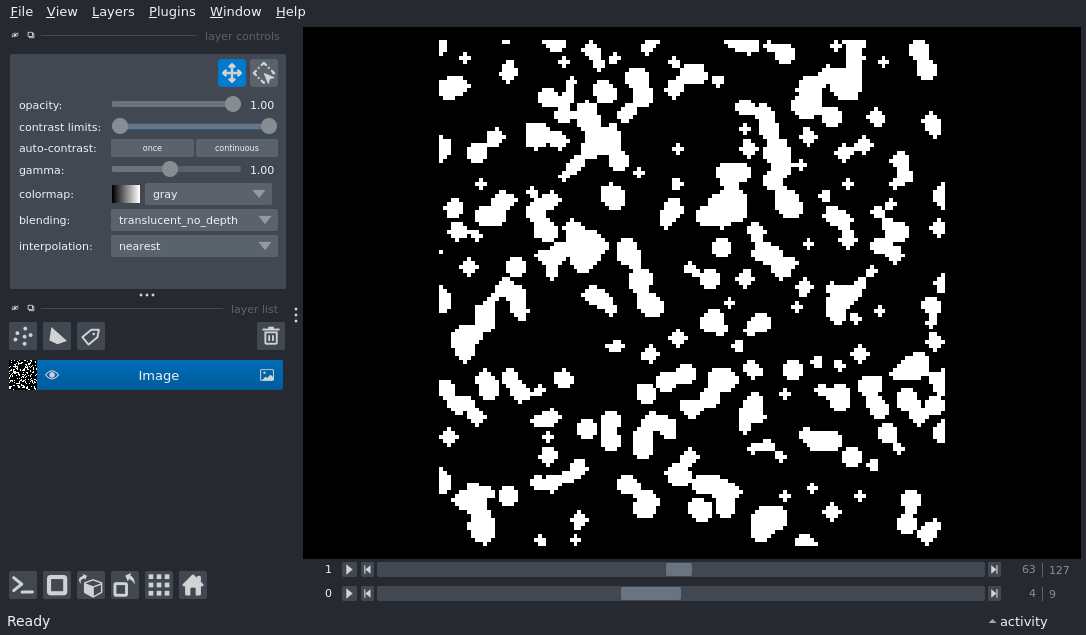 File View Layers Plugins Window Help
layer controls
opacity: 1.00
contrast limits:
auto-contrast: once continuous
gamma: 1.00
colormap: gray
blending: translucent_no_depth
interpolation: nearest
layer list
Image
1 63 127
0 4 9
Ready activity